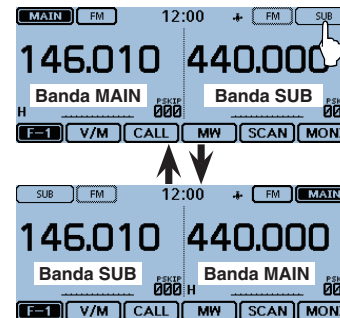 MAIN FM 12:00 FM SUB
146.010 440.000
Banda MAIN Banda SUB
H PSKIP 000 PSKIP 000
F-1 V/M CALL MW SCAN MONI
SUB FM 12:00 FM MAIN
146.010 440.000
Banda SUB Banda MAIN
PSKIP 000 H PSKIP 000
F-1 V/M CALL MW SCAN MONI